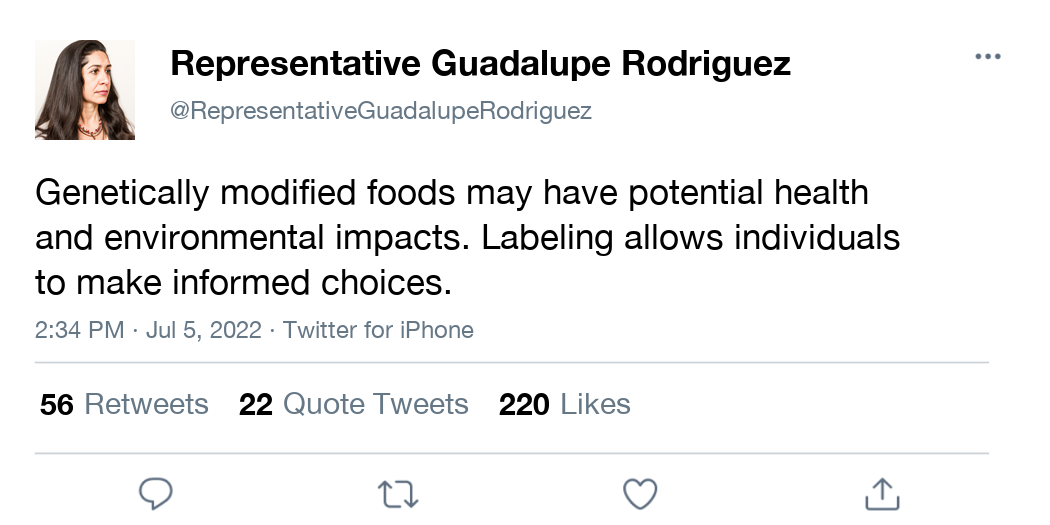 Representative Guadalupe Rodriguez
@RepresentativeGuadalupeRodriguez
Genetically modified foods may have potential health
and environmental impacts. Labeling allows individuals
to make informed choices.
2:34 PM · Jul 5, 2022 · Twitter for iPhone
56 Retweets 22 Quote Tweets 220 Likes